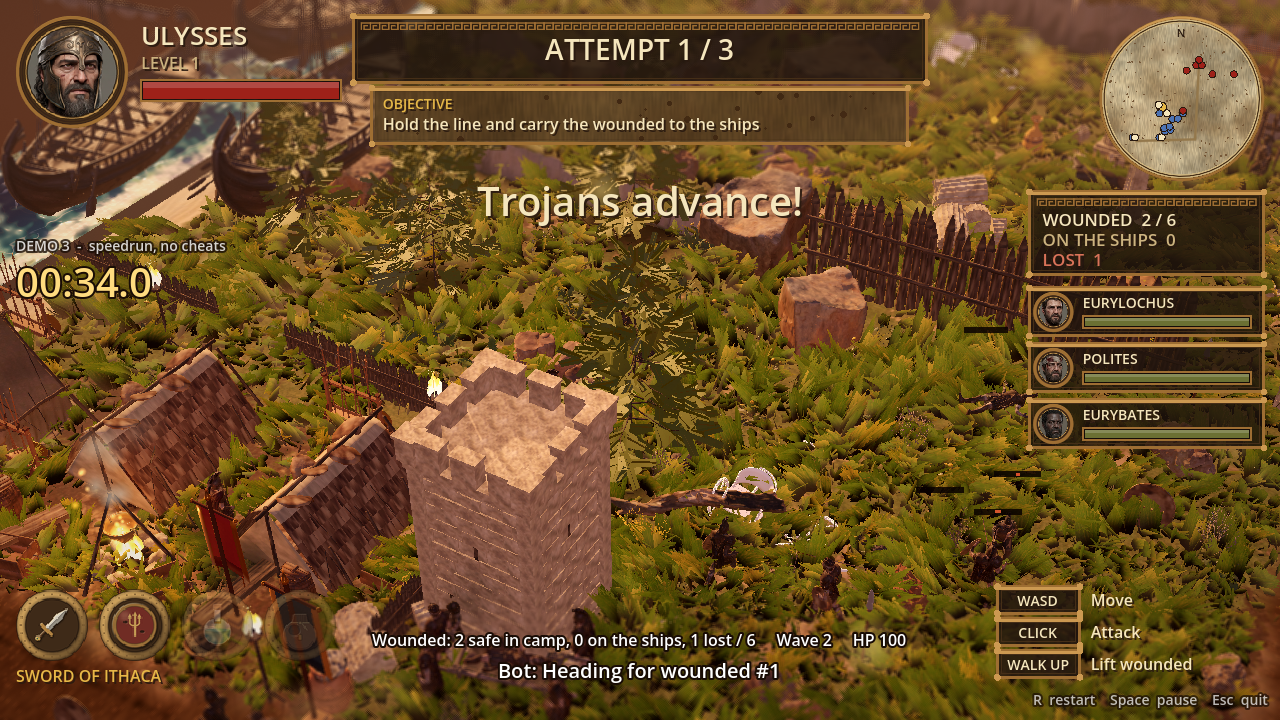 ULYSSES
LEVEL 1
ATTEMPT 1 / 3
OBJECTIVE
Hold the line and carry the wounded to the ships
N
Trojans advance!
WOUNDED 2 / 6
ON THE SHIPS 0
LOST 1
DEMO 3 - speedrun, no cheats
00:34.0
EURYLOCHUS
POLITES
EURYBATES
SWORD OF ITHACA
Wounded: 2 safe in camp, 0 on the ships, 1 lost / 6 Wave 2 HP 100
Bot: Heading for wounded #1
WASD Move
CLICK Attack
WALK UP Lift wounded
R restart Space pause Esc quit